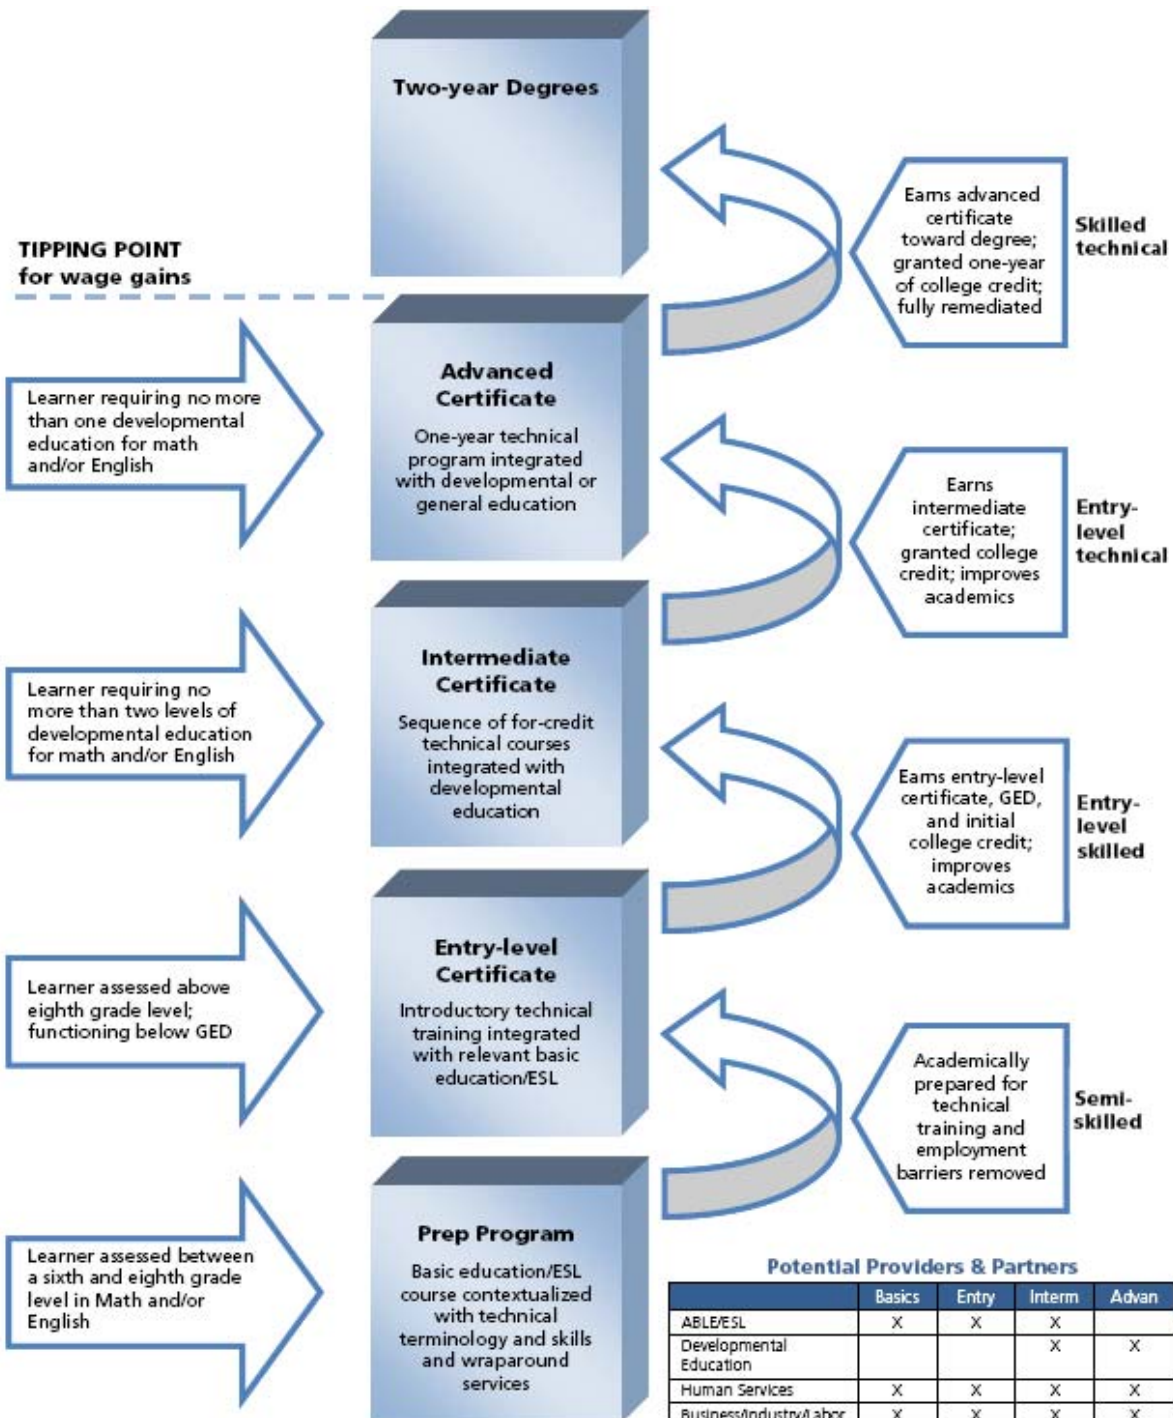 Two-year Degrees
TIPPING POINT
for wage gains
Earns advanced
certificate
toward degree;
granted one-year
of college credit;
fully remediated
Skilled
technical
Learner requiring no more
than one developmental
education for math
and/or English
Advanced
Certificate
One-year technical
program integrated
with developmental or
general education
Earns
intermediate
certificate;
granted college
credit; improves
academics
Entry-
level
technical
Learner requiring no
more than two levels of
developmental education
for math and/or English
Intermediate
Certificate
Sequence of for-credit
technical courses
integrated with
developmental
education
Earns entry-level
certificate, GED,
and initial
college credit;
improves
academics
Entry-
level
skilled
Learner assessed above
eighth grade level;
functioning below GED
Entry-level
Certificate
Introductory technical
training integrated
with relevant basic
education/ESL
Academically
prepared for
technical
training and
employment
barriers removed
Semi-
skilled
Learner assessed between
a sixth and eighth grade
level in Math and/or
English
Prep Program
Basic education/ESL
course contextualized
with technical
terminology and skills
and wraparound
services
Potential Providers & Partners
Basics Entry Interm Advan
ABLE/ESL X X X
Developmental
Education X X
Human Services X X X X
Business/Industry/Labor X X X X